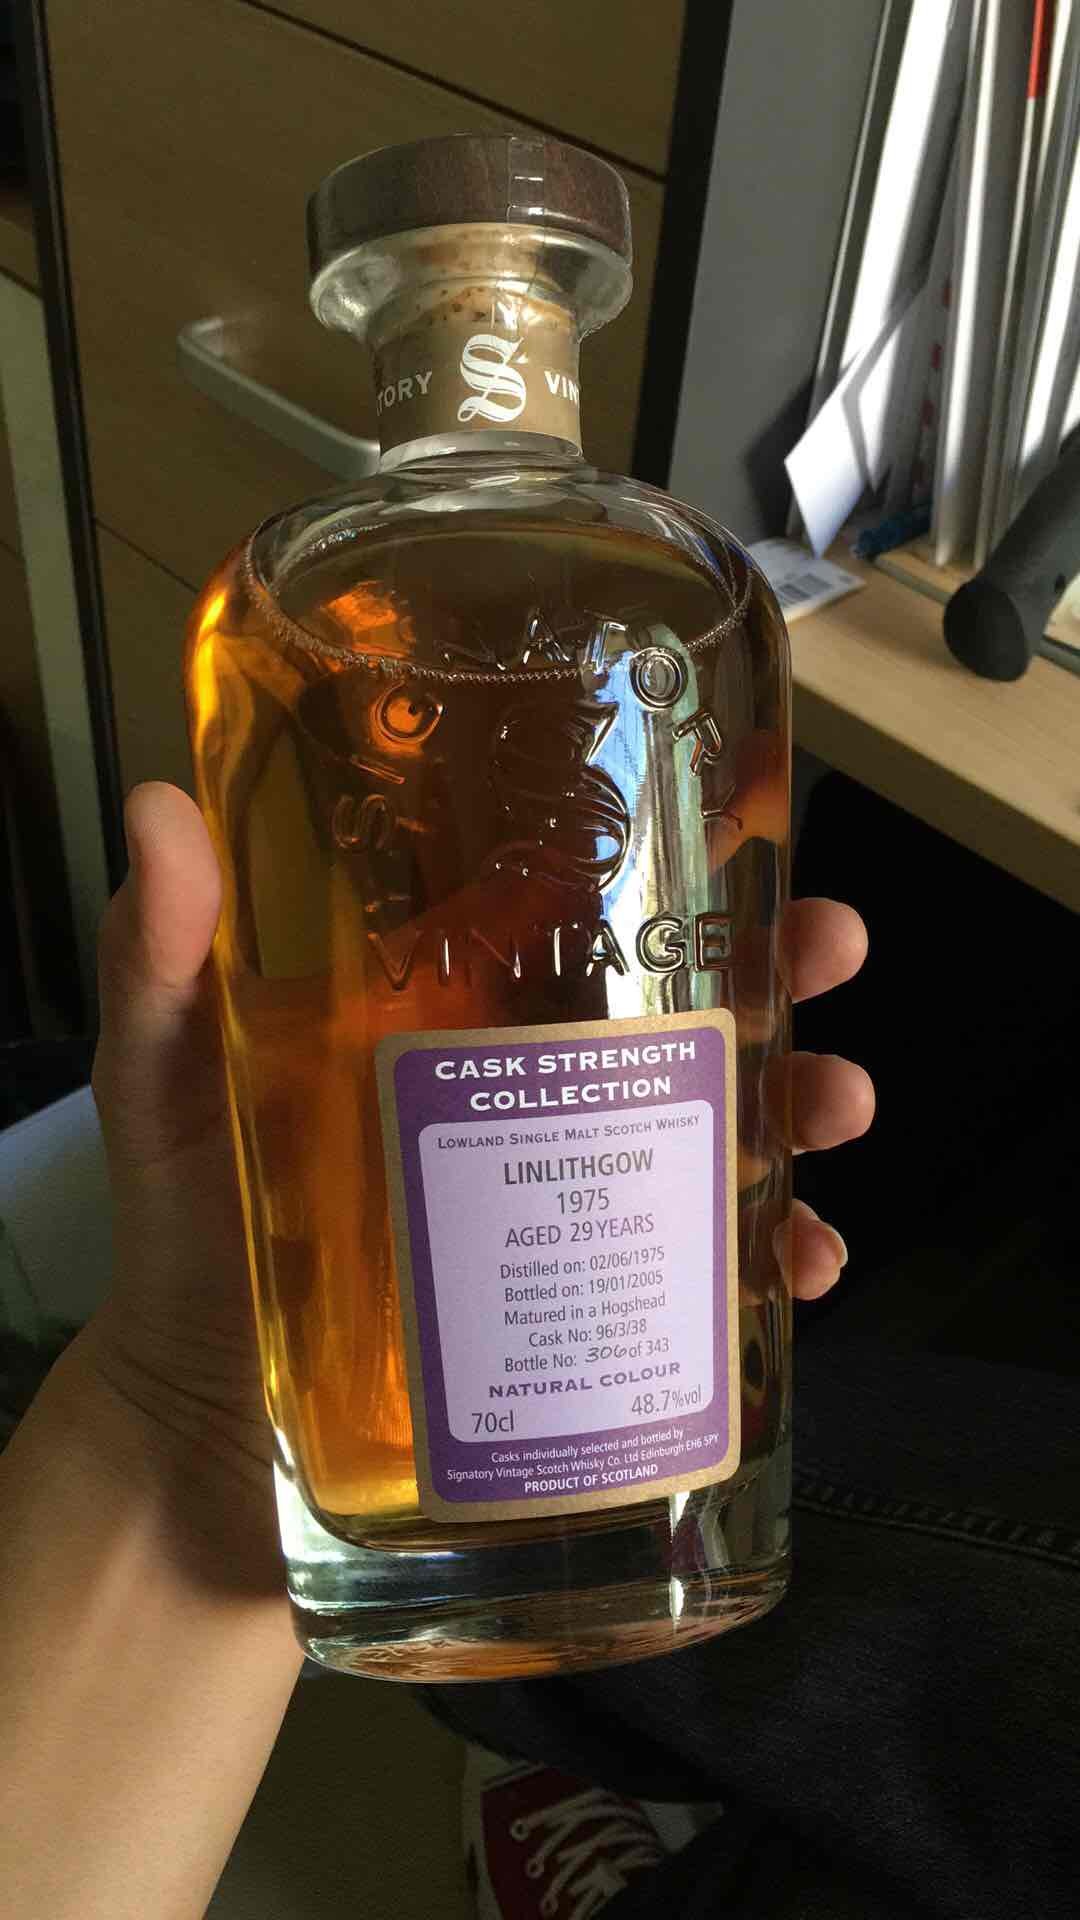 TORY S VIN
SIGNATORY
S
VINTAGE
CASK STRENGTH
COLLECTION
LOWLAND SINGLE MALT SCOTCH WHISKY
LINLITHGOW
1975
AGED 29 YEARS
Distilled on: 02/06/1975
Bottled on: 19/01/2005
Matured in a Hogshead
Cask No: 96/3/38
Bottle No: 306 of 343
NATURAL COLOUR
70cl 48.7%vol
Casks individually selected and bottled by
Signatory Vintage Scotch Whisky Co. Ltd Edinburgh EH6 5PY
PRODUCT OF SCOTLAND